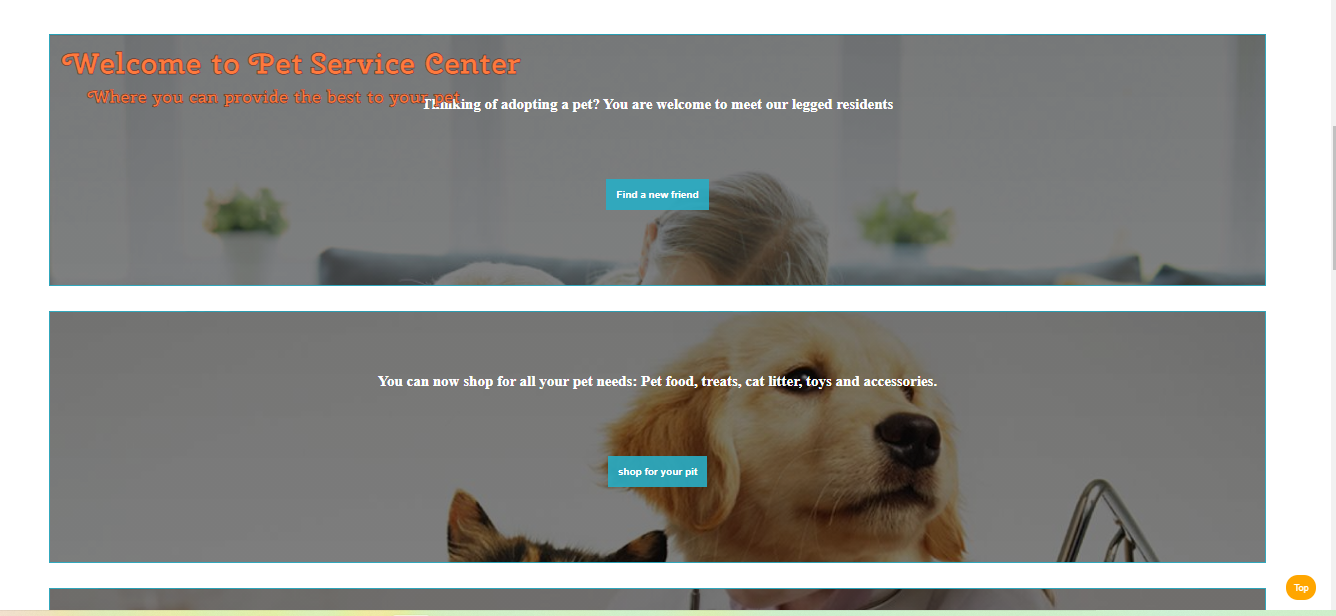 Welcome to Pet Service Center
Where you can provide the best to your pet
Thinking of adopting a pet? You are welcome to meet our legged residents
Find a new friend
You can now shop for all your pet needs: Pet food, treats, cat litter, toys and accessories.
shop for your pit
Top